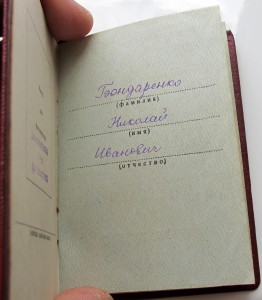 Бондаренко
(фамилия)
Николай
(имя)
Иванович
(отчество)